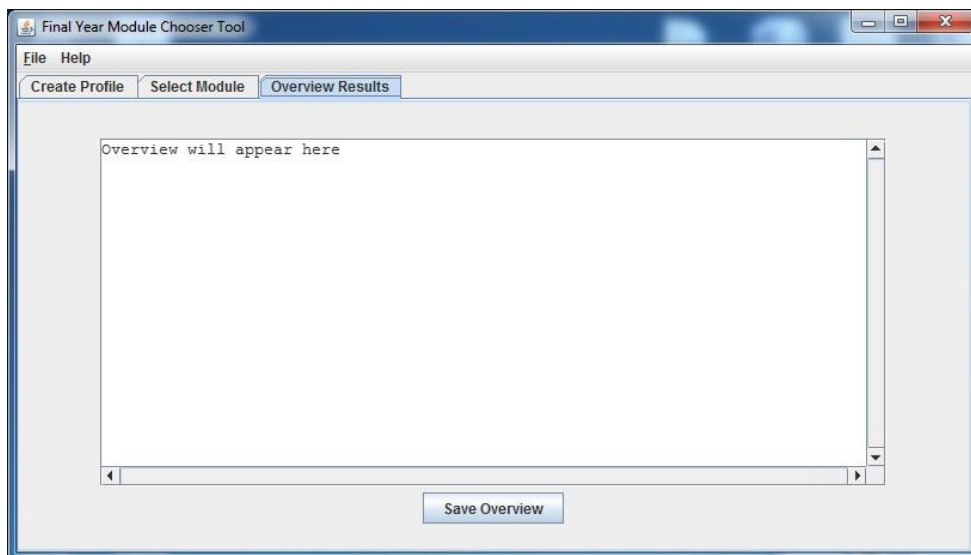 Final Year Module Chooser Tool
File Help
Create Profile Select Module Overview Results
Overview will appear here
Save Overview